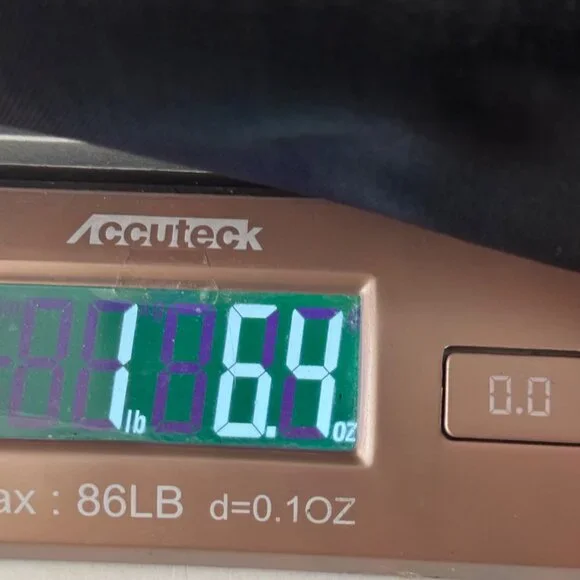 Accuteck
1 lb 6.4 oz
0.0
ax : 86LB d=0.1OZ